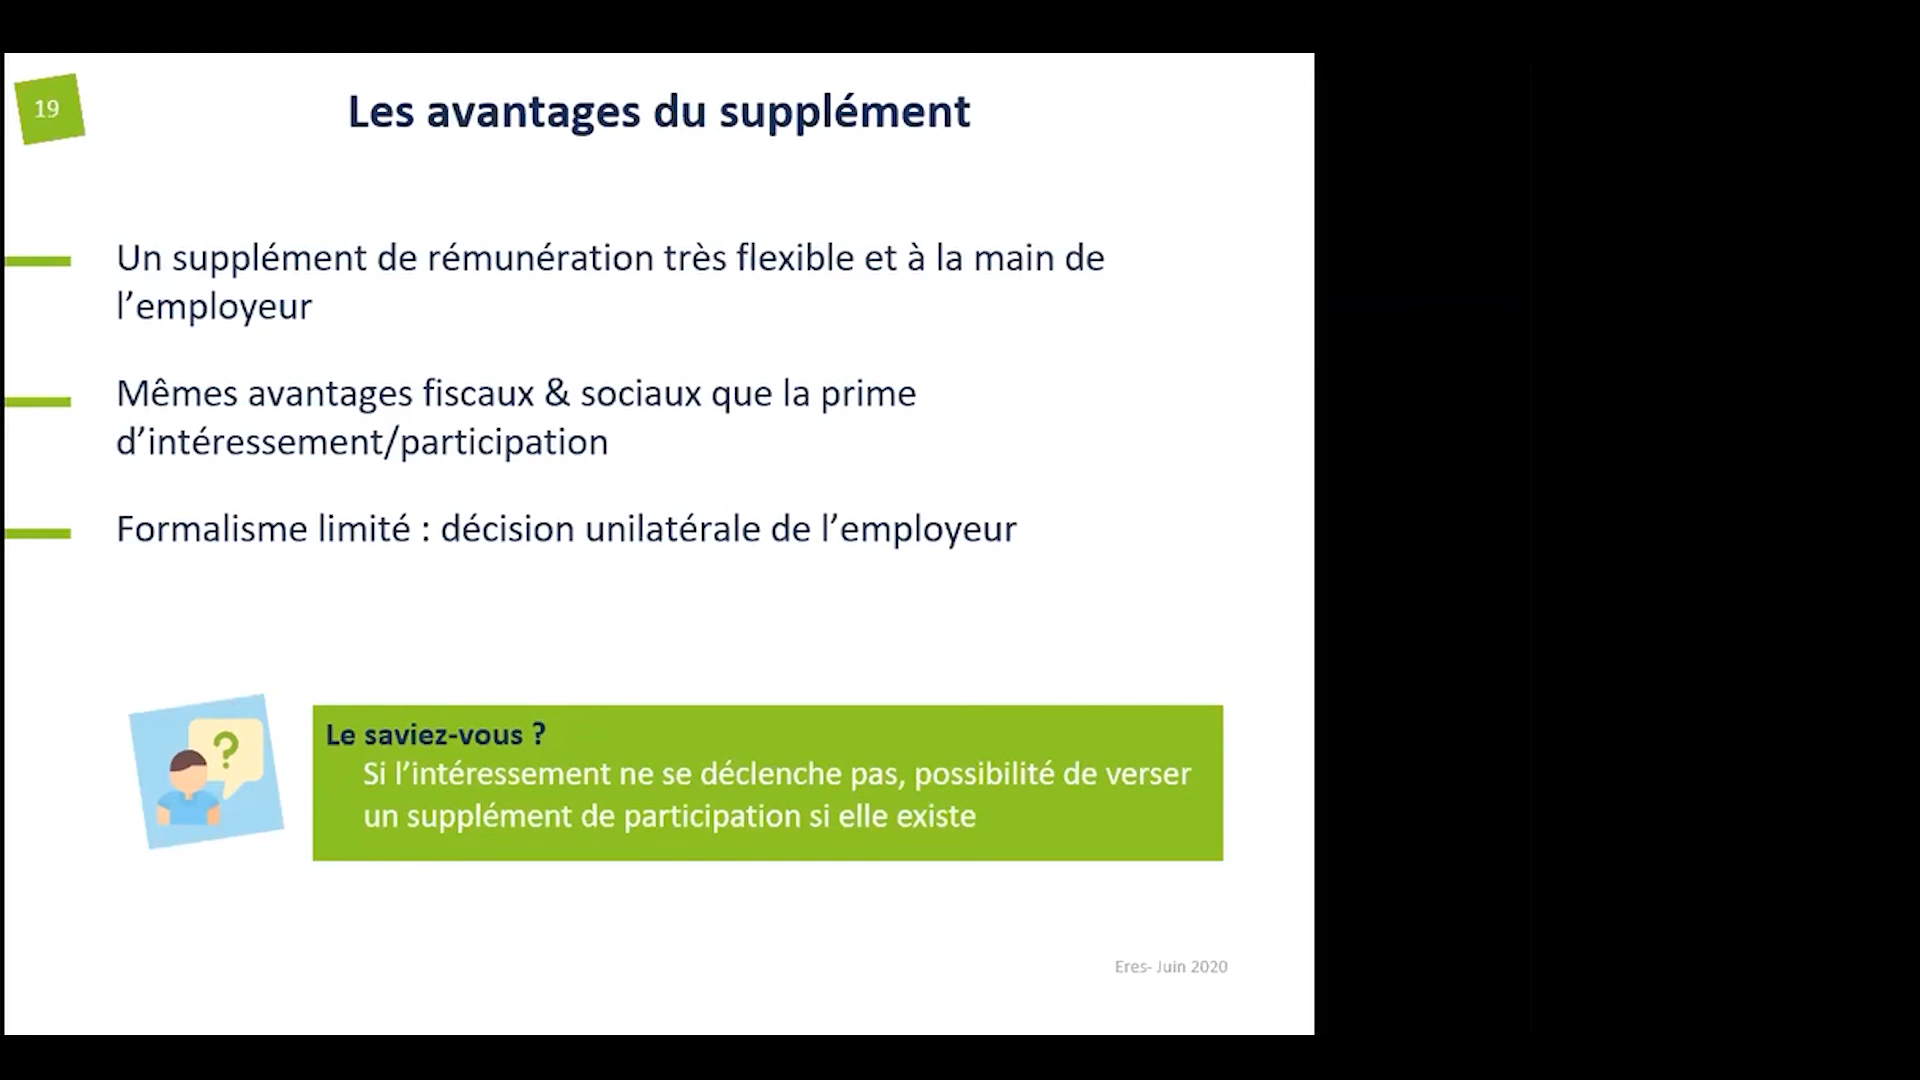 19
Les avantages du supplément
Un supplément de rémunération très flexible et à la main de
l’employeur
Mêmes avantages fiscaux & sociaux que la prime
d’intéressement/participation
Formalisme limité : décision unilatérale de l’employeur
?
Le saviez-vous ?
Si l’intéressement ne se déclenche pas, possibilité de verser
un supplément de participation si elle existe
Eres- Juin 2020